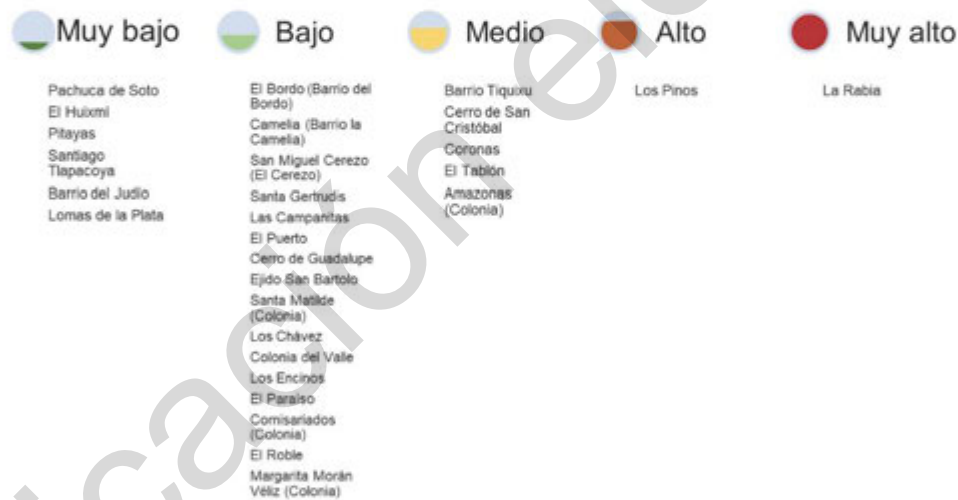 Muy bajo
Bajo
Medio
Alto
Muy alto
Pachuca de Soto
El Huixmi
Pitayas
Santiago
Tlapacoya
Barrio del Judío
Lomas de la Plata
El Bordo (Barrio del
Bordo)
Camelia (Barrio la
Camelia)
San Miguel Cerezo
(El Cerezo)
Santa Gertrudis
Las Campanitas
El Puerto
Cerro de Guadalupe
Ejido San Bartolo
Santa Matilde
(Colonia)
Los Chávez
Colonia del Valle
Los Encinos
El Paraíso
Comisariados
(Colonia)
El Roble
Margarita Morán
Véliz (Colonia)
Barrio Tiquixu
Cerro de San
Cristóbal
Coronas
El Tablón
Amazonas
(Colonia)
Los Pinos
La Rabia